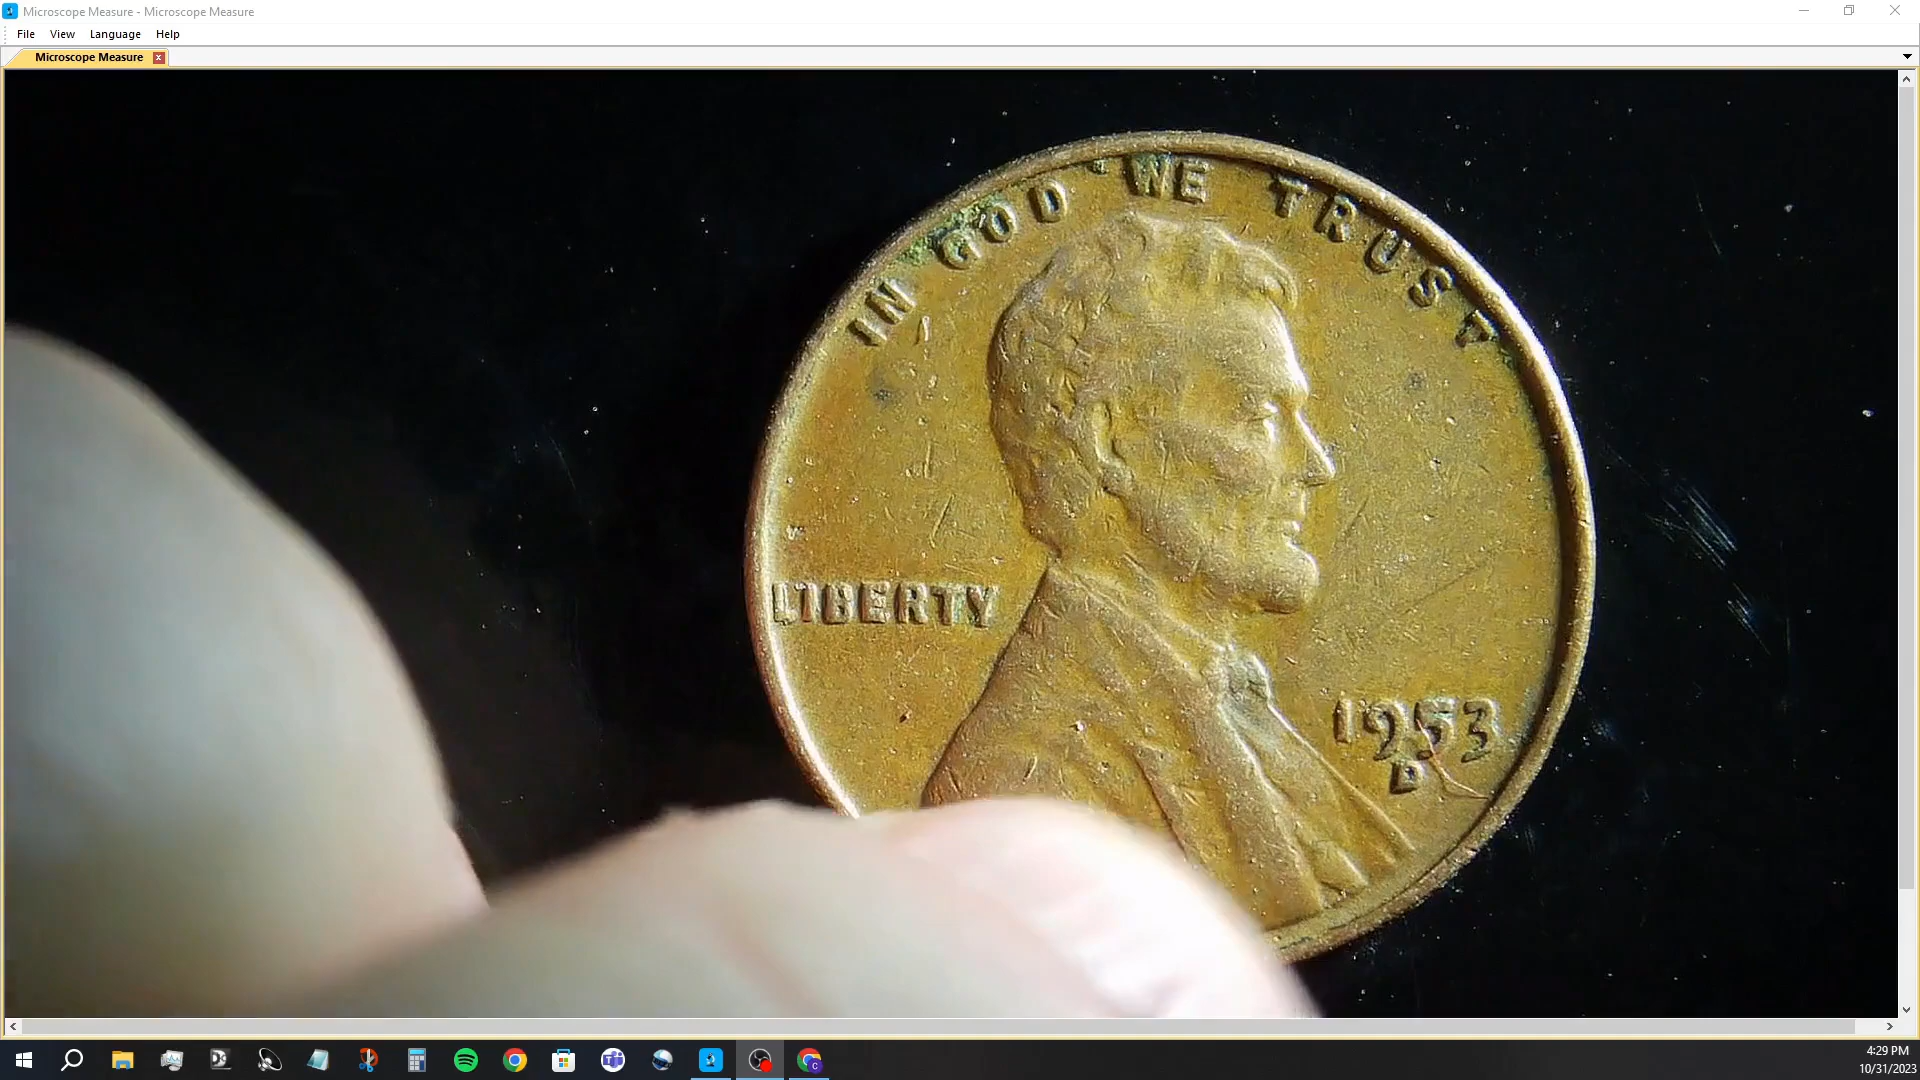 Microscope Measure - Microscope Measure
File View Language Help
Microscope Measure
IN GOD WE TRUST
LIBERTY
1953
D
4:29 PM
10/31/2023